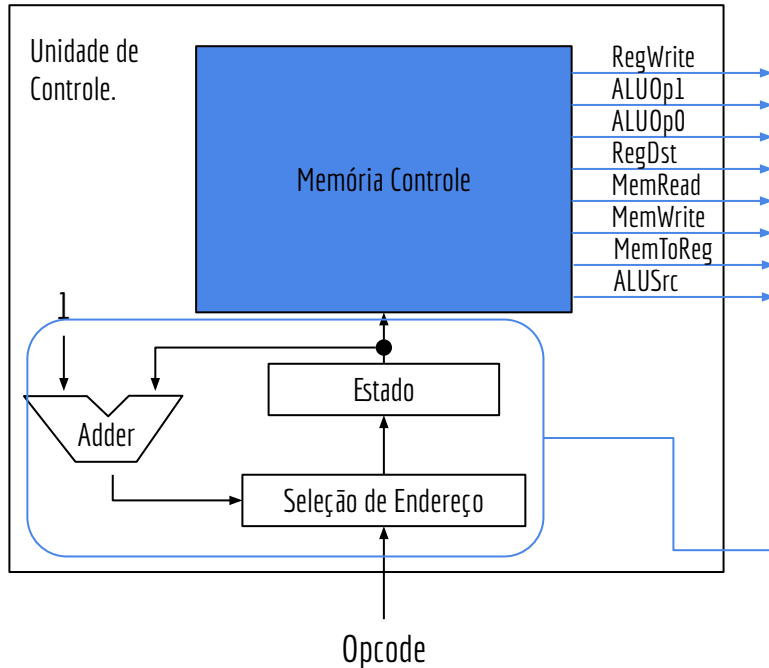 Unidade de
Controle.
Memória Controle
RegWrite
ALUOp1
ALUOp0
RegDst
MemRead
MemWrite
MemToReg
ALUSrc
1
Estado
Adder
Seleção de Endereço
Opcode